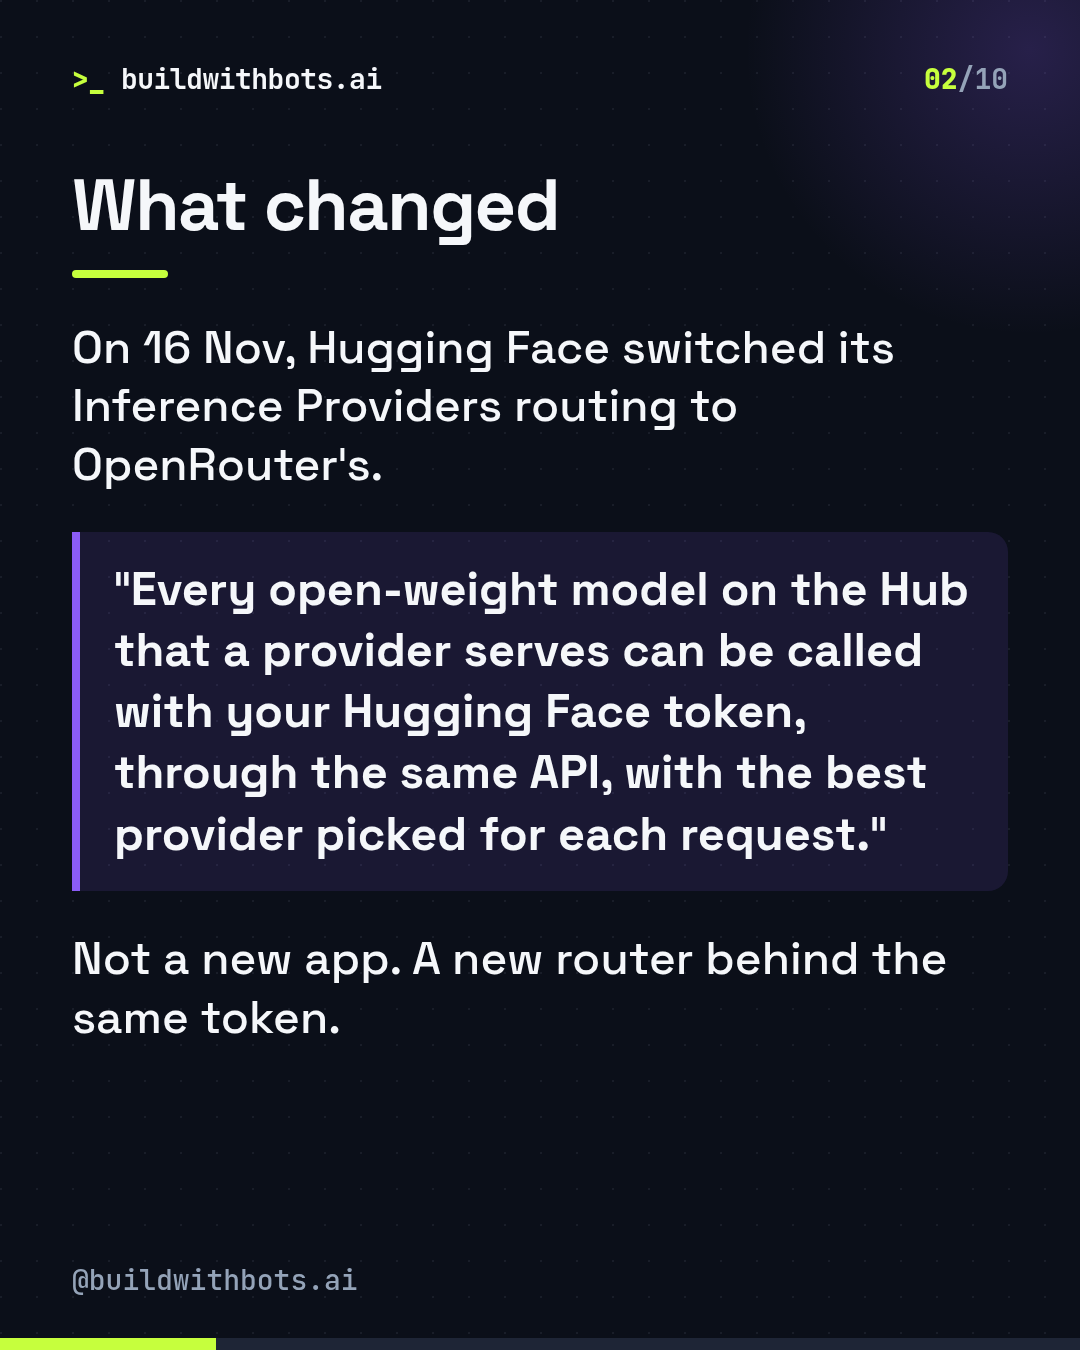 >_ buildwithbots.ai
02/10
What changed
On 16 Nov, Hugging Face switched its
Inference Providers routing to
OpenRouter's.
"Every open-weight model on the Hub
that a provider serves can be called
with your Hugging Face token,
through the same API, with the best
provider picked for each request."
Not a new app. A new router behind the
same token.
@buildwithbots.ai